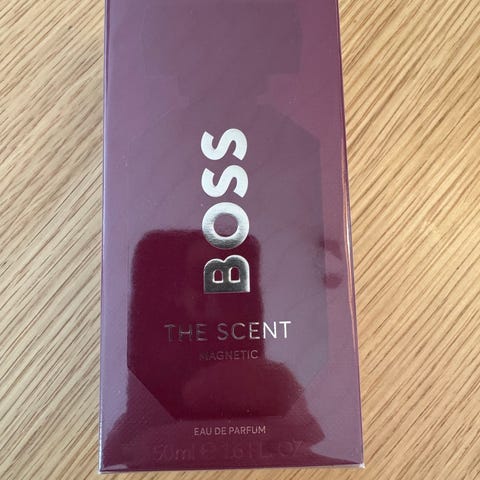 BOSS
THE SCENT
MAGNETIC
EAU DE PARFUM
50ml e 1.6 FL. OZ.